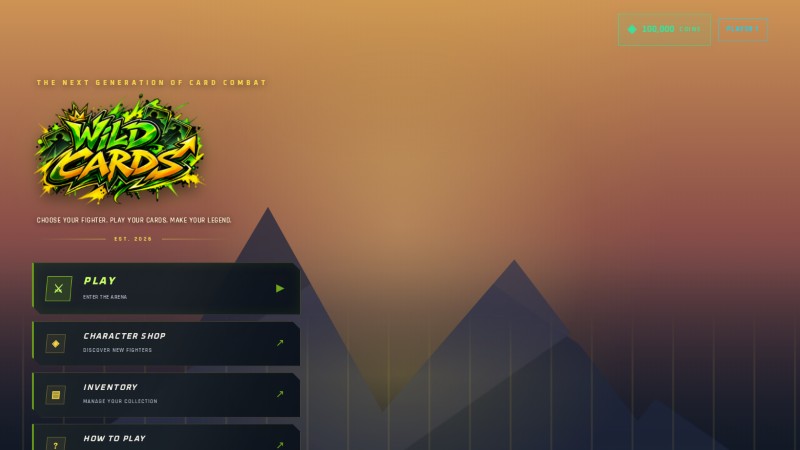 100,000 COINS
THE NEXT GENERATION OF CARD COMBAT
WILD
CARDS
CHOOSE YOUR FIGHTER. PLAY YOUR CARDS. MAKE YOUR LEGEND.
EST. 2026
PLAY
ENTER THE ARENA
CHARACTER SHOP
DISCOVER NEW FIGHTERS
INVENTORY
MANAGE YOUR COLLECTION
?
HOW TO PLAY